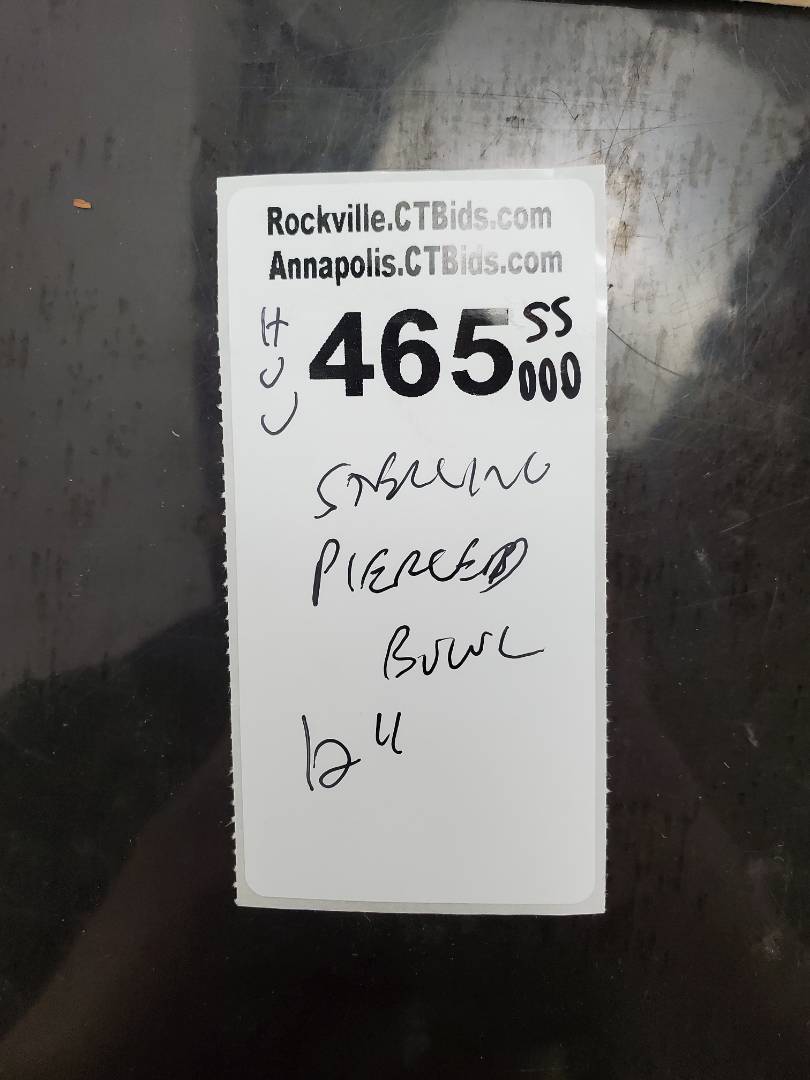 Rockville.CTBids.com
Annapolis.CTBids.com
465 SS
000
STERLING
PIERCED
BOWL
12"